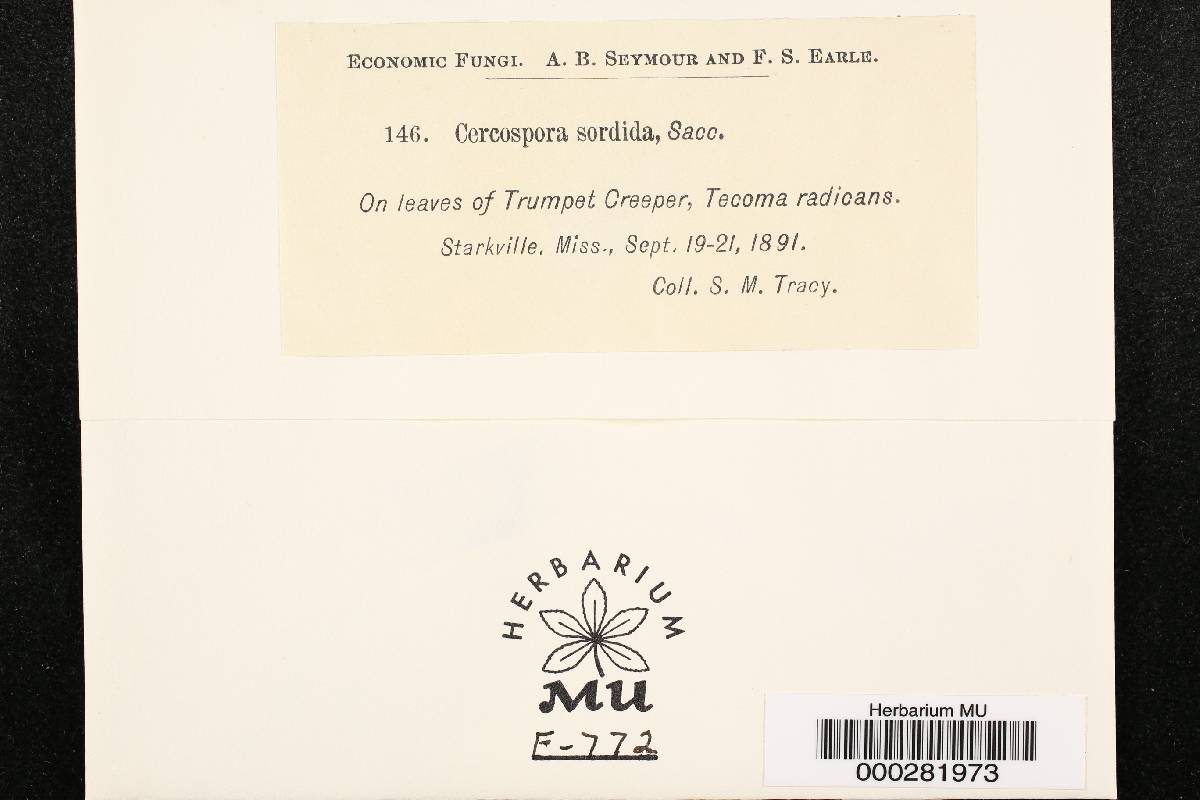 ECONOMIC FUNGI. A. B. SEYMOUR AND F. S. EARLE.
146. Cercospora sordida, Sacc.
On leaves of Trumpet Creeper, Tecoma radicans.
Starkville, Miss., Sept. 19-21, 1891.
Coll. S. M. Tracy.
HERBARIUM
MU
F-772
Herbarium MU
000281973